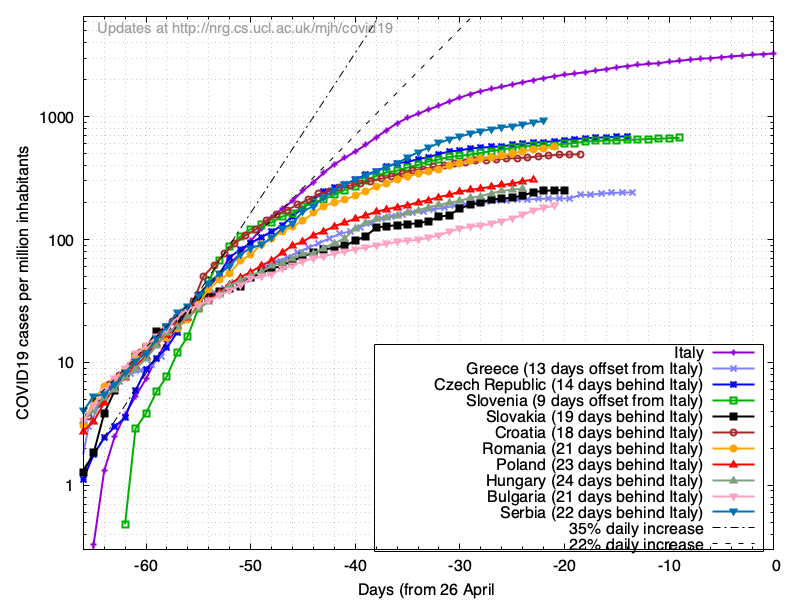 Updates at http://nrg.cs.ucl.ac.uk/mjh/covid19
COVID19 cases per million inhabitants
1000
100
10
1
Italy
Greece (13 days offset from Italy)
Czech Republic (14 days behind Italy)
Slovenia (9 days offset from Italy)
Slovakia (19 days behind Italy)
Croatia (18 days behind Italy)
Romania (21 days behind Italy)
Poland (23 days behind Italy)
Hungary (24 days behind Italy)
Bulgaria (21 days behind Italy)
Serbia (22 days behind Italy)
35% daily increase
22% daily increase
-60 -50 -40 -30 -20 -10 0
Days (from 26 April